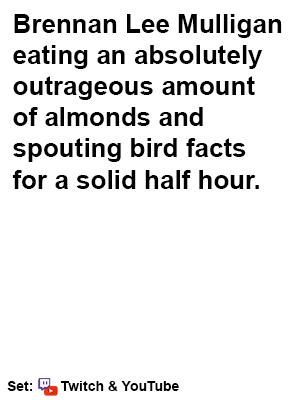 Brennan Lee Mulligan
eating an absolutely
outrageous amount
of almonds and
spouting bird facts
for a solid half hour.
Set: Twitch & YouTube